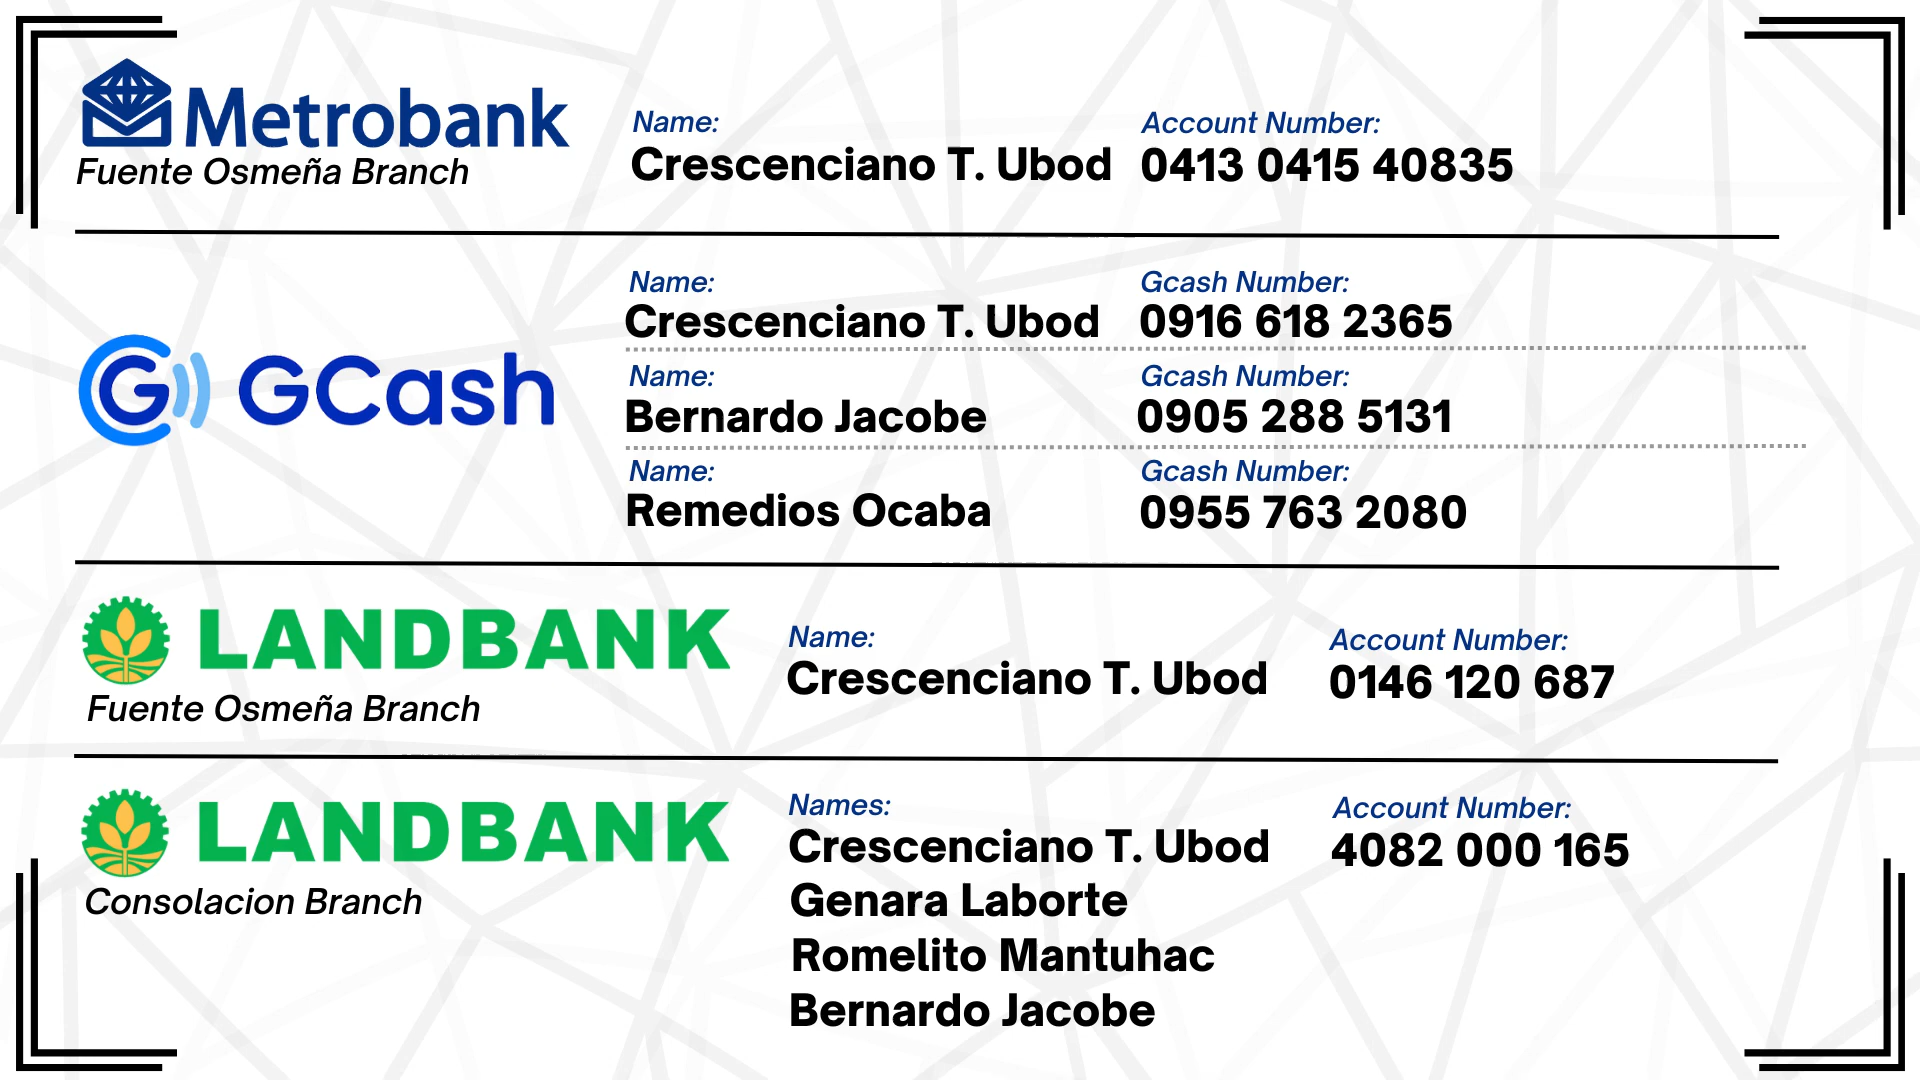 Metrobank
Fuente Osmeña Branch
Name:
Crescenciano T. Ubod
Account Number:
0413 0415 40835
GCash
Name:
Crescenciano T. Ubod
Gcash Number:
0916 618 2365
Name:
Bernardo Jacobe
Gcash Number:
0905 288 5131
Name:
Remedios Ocaba
Gcash Number:
0955 763 2080
LANDBANK
Fuente Osmeña Branch
Name:
Crescenciano T. Ubod
Account Number:
0146 120 687
LANDBANK
Consolacion Branch
Names:
Crescenciano T. Ubod
Genara Laborte
Romelito Mantuhac
Bernardo Jacobe
Account Number:
4082 000 165